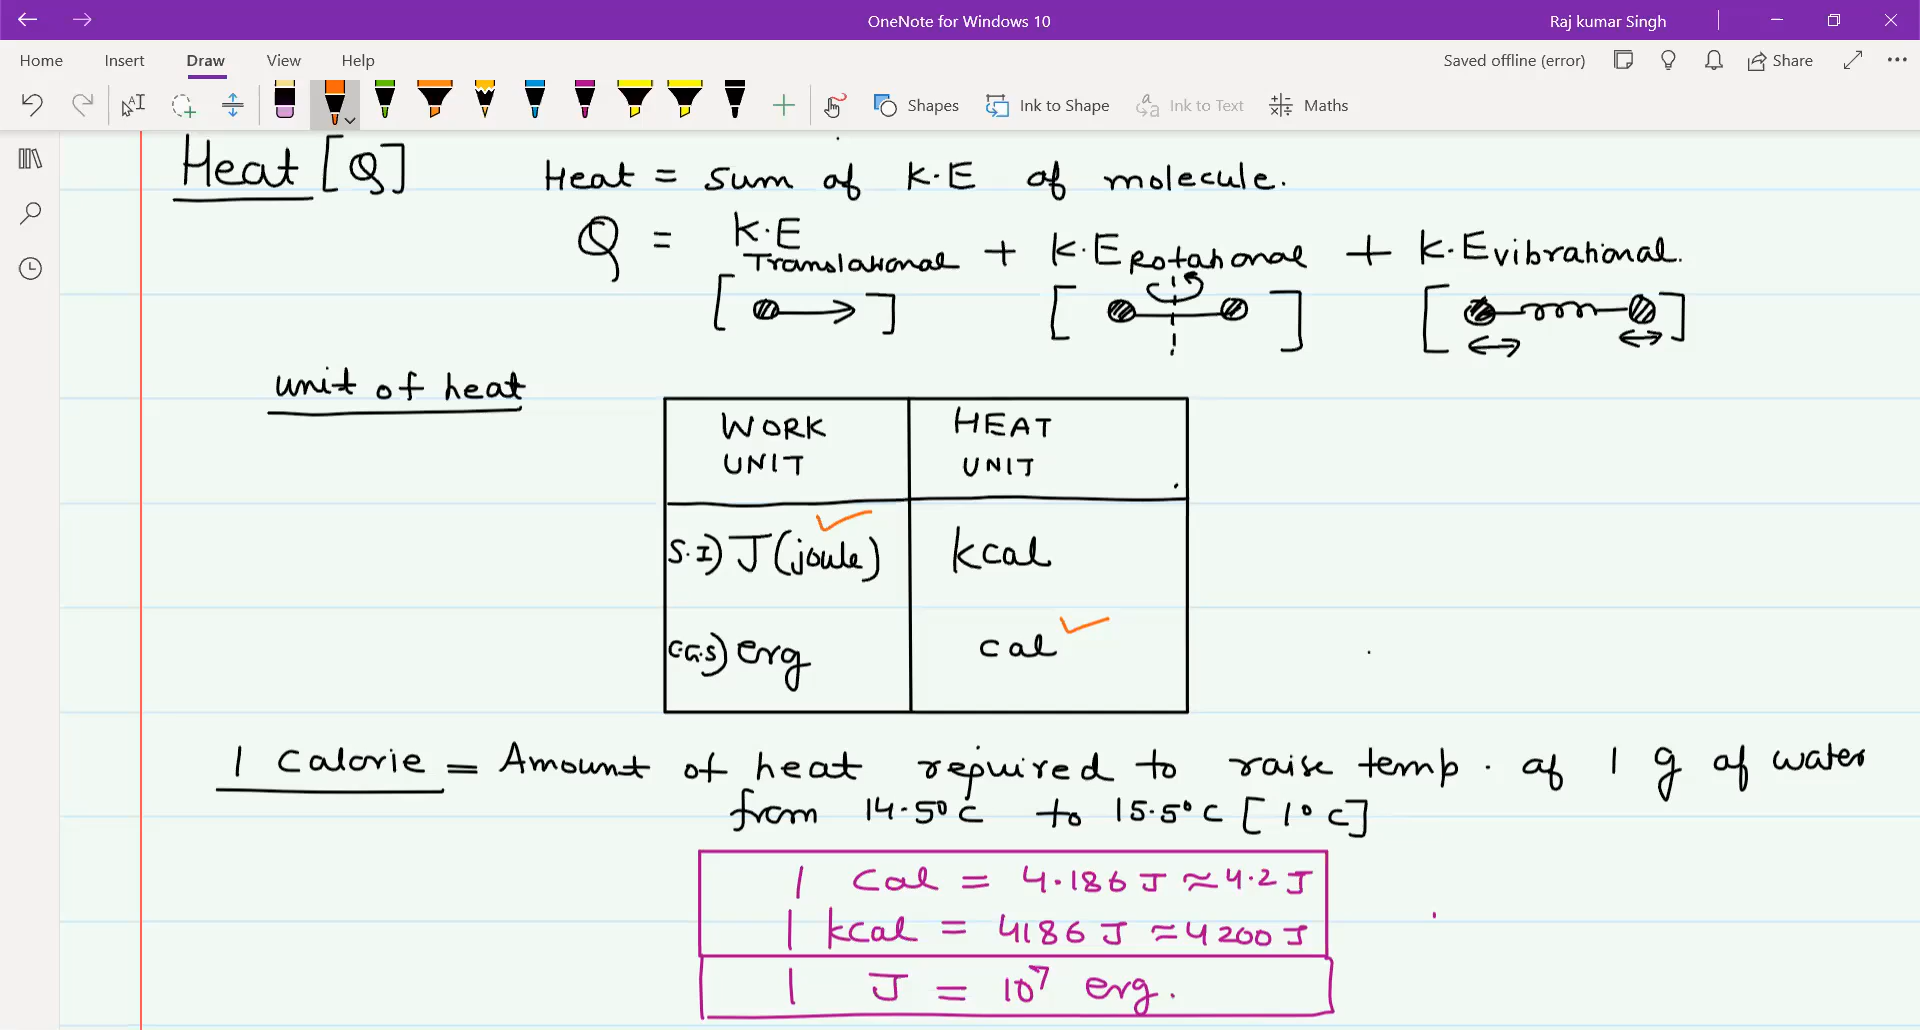 OneNote for Windows 10
Raj kumar Singh
Home Insert Draw View Help
Saved offline (error) Share
Shapes Ink to Shape Ink to Text Maths
Heat [Q] Heat = sum of K.E of molecule.
Q = K.E Translational + K.E Rotational + K.E vibrational.
unit of heat
WORK UNIT HEAT UNIT
S.I) J (joule) kcal
C.G.S) erg cal
1 Calorie = Amount of heat required to raise temp. of 1 g of water
from 14.5°C to 15.5°C [1°C]
1 Cal = 4.186 J ≈ 4.2 J
1 kcal = 4186 J ≈ 4200 J
1 J = 10⁷ erg.